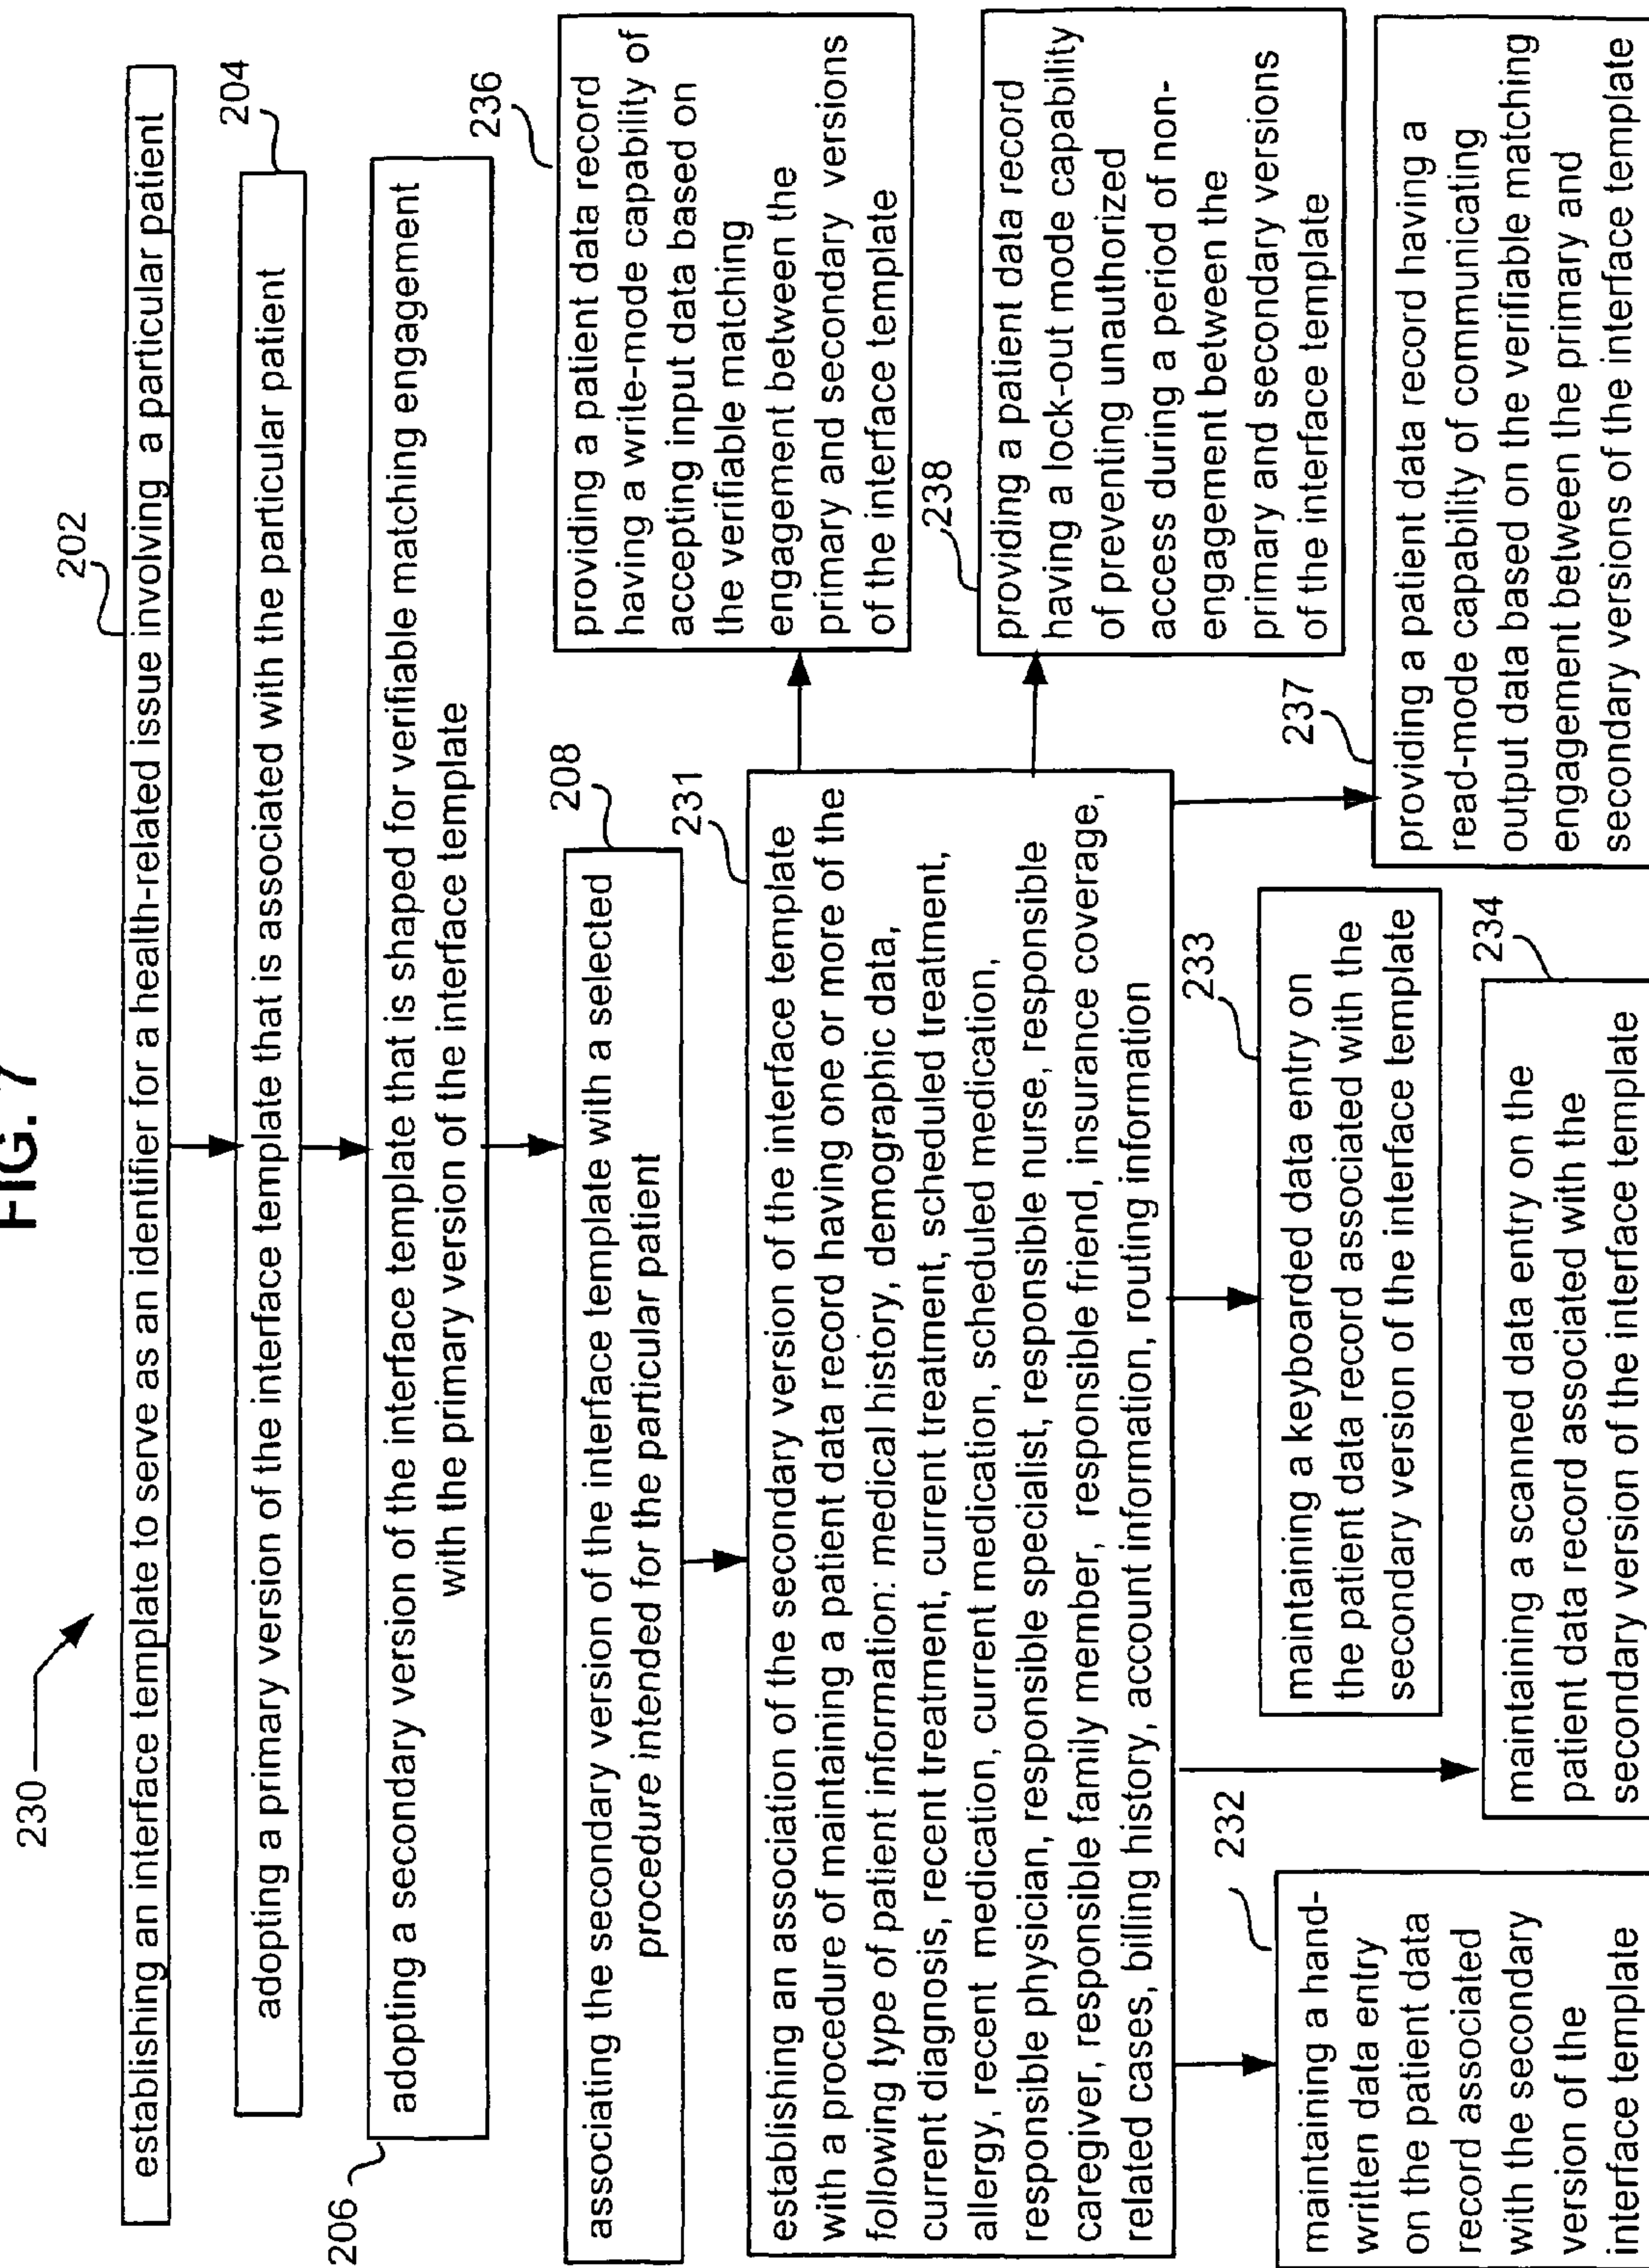 FIG. 7
230
202
establishing an interface template to serve as an identifier for a health-related issue involving a particular patient
204
adopting a primary version of the interface template that is associated with the particular patient
206
adopting a secondary version of the interface template that is shaped for verifiable matching engagement
with the primary version of the interface template
208
associating the secondary version of the interface template with a selected
procedure intended for the particular patient
231
establishing an association of the secondary version of the interface template
with a procedure of maintaining a patient data record having one or more of the
following type of patient information: medical history, demographic data,
current diagnosis, recent treatment, current treatment, scheduled treatment,
allergy, recent medication, current medication, scheduled medication,
responsible physician, responsible specialist, responsible nurse, responsible
caregiver, responsible family member, responsible friend, insurance coverage,
related cases, billing history, account information, routing information
236
providing a patient data record
having a write-mode capability of
accepting input data based on
the verifiable matching
engagement between the
primary and secondary versions
of the interface template
238
providing a patient data record
having a lock-out mode capability
of preventing unauthorized
access during a period of non-
engagement between the
primary and secondary versions
of the interface template
237
providing a patient data record having a
read-mode capability of communicating
output data based on the verifiable matching
engagement between the primary and
secondary versions of the interface template
232
maintaining a hand-
written data entry
on the patient data
record associated
with the secondary
version of the
interface template
233
maintaining a keyboarded data entry on
the patient data record associated with the
secondary version of the interface template
234
maintaining a scanned data entry on the
patient data record associated with the
secondary version of the interface template